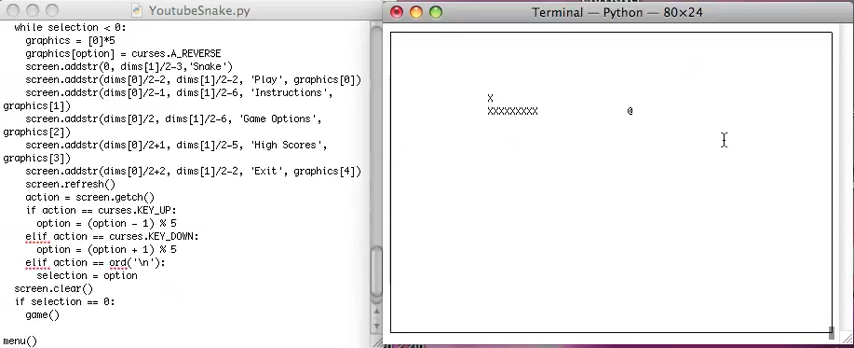 YoutubeSnake.py
while selection < 0:
graphics = [0]*5
graphics[option] = curses.A_REVERSE
screen.addstr(0, dims[1]/2-3,'Snake')
screen.addstr(dims[0]/2-2, dims[1]/2-2, 'Play', graphics[0])
screen.addstr(dims[0]/2-1, dims[1]/2-6, 'Instructions',
graphics[1])
screen.addstr(dims[0]/2, dims[1]/2-6, 'Game Options',
graphics[2])
screen.addstr(dims[0]/2+1, dims[1]/2-5, 'High Scores',
graphics[3])
screen.addstr(dims[0]/2+2, dims[1]/2-2, 'Exit', graphics[4])
screen.refresh()
action = screen.getch()
if action == curses.KEY_UP:
option = (option - 1) % 5
elif action == curses.KEY_DOWN:
option = (option + 1) % 5
elif action == ord('\n'):
selection = option
screen.clear()
if selection == 0:
game()
menu()
Terminal — Python — 80×24
X
XXXXXXXXX @